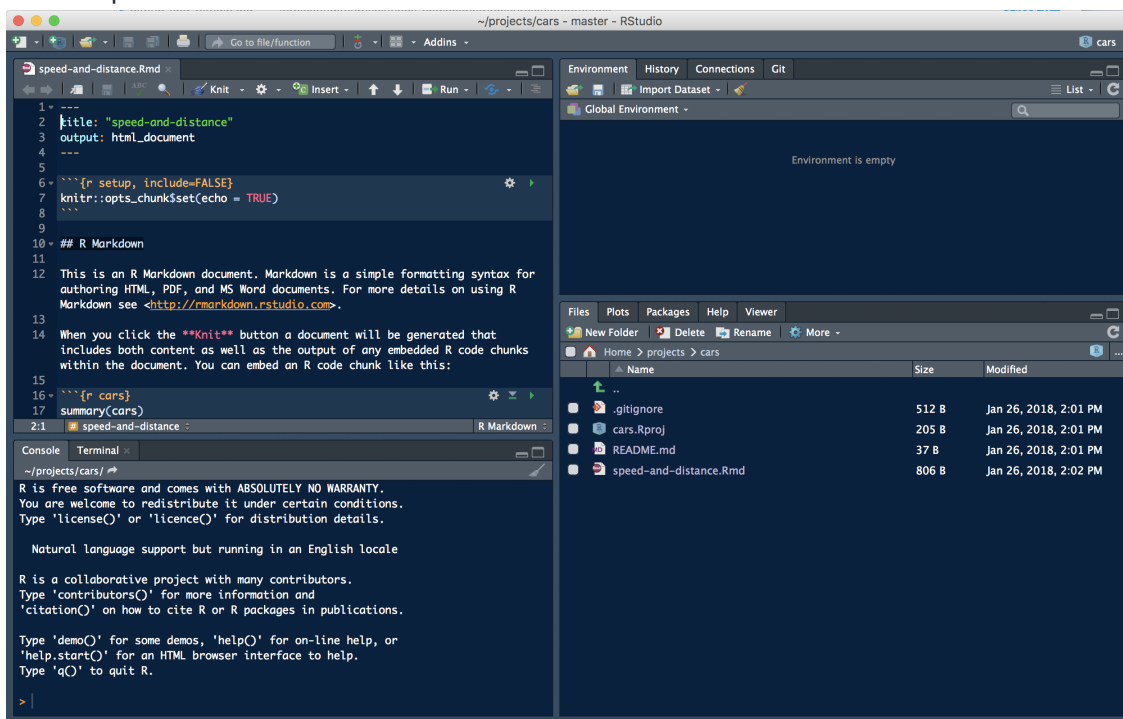 ~/projects/cars - master - RStudio
Go to file/function
Addins
cars
speed-and-distance.Rmd
ABC
Knit
Insert
Run
1 ---
2 title: "speed-and-distance"
3 output: html_document
4 ---
5
6 ```{r setup, include=FALSE}
7 knitr::opts_chunk$set(echo = TRUE)
8 ```
9
10 ## R Markdown
11
12 This is an R Markdown document. Markdown is a simple formatting syntax for
authoring HTML, PDF, and MS Word documents. For more details on using R
Markdown see <http://rmarkdown.rstudio.com>.
13
14 When you click the **Knit** button a document will be generated that
includes both content as well as the output of any embedded R code chunks
within the document. You can embed an R code chunk like this:
15
16 ```{r cars}
17 summary(cars)
2:1 # speed-and-distance R Markdown
Console Terminal
~/projects/cars/
R is free software and comes with ABSOLUTELY NO WARRANTY.
You are welcome to redistribute it under certain conditions.
Type 'license()' or 'licence()' for distribution details.
Natural language support but running in an English locale
R is a collaborative project with many contributors.
Type 'contributors()' for more information and
'citation()' on how to cite R or R packages in publications.
Type 'demo()' for some demos, 'help()' for on-line help, or
'help.start()' for an HTML browser interface to help.
Type 'q()' to quit R.
>
Environment History Connections Git
Import Dataset List
Global Environment
Environment is empty
Files Plots Packages Help Viewer
New Folder Delete Rename More
Home > projects > cars ...
Name Size Modified
..
.gitignore 512 B Jan 26, 2018, 2:01 PM
cars.Rproj 205 B Jan 26, 2018, 2:01 PM
README.md 37 B Jan 26, 2018, 2:01 PM
speed-and-distance.Rmd 806 B Jan 26, 2018, 2:02 PM